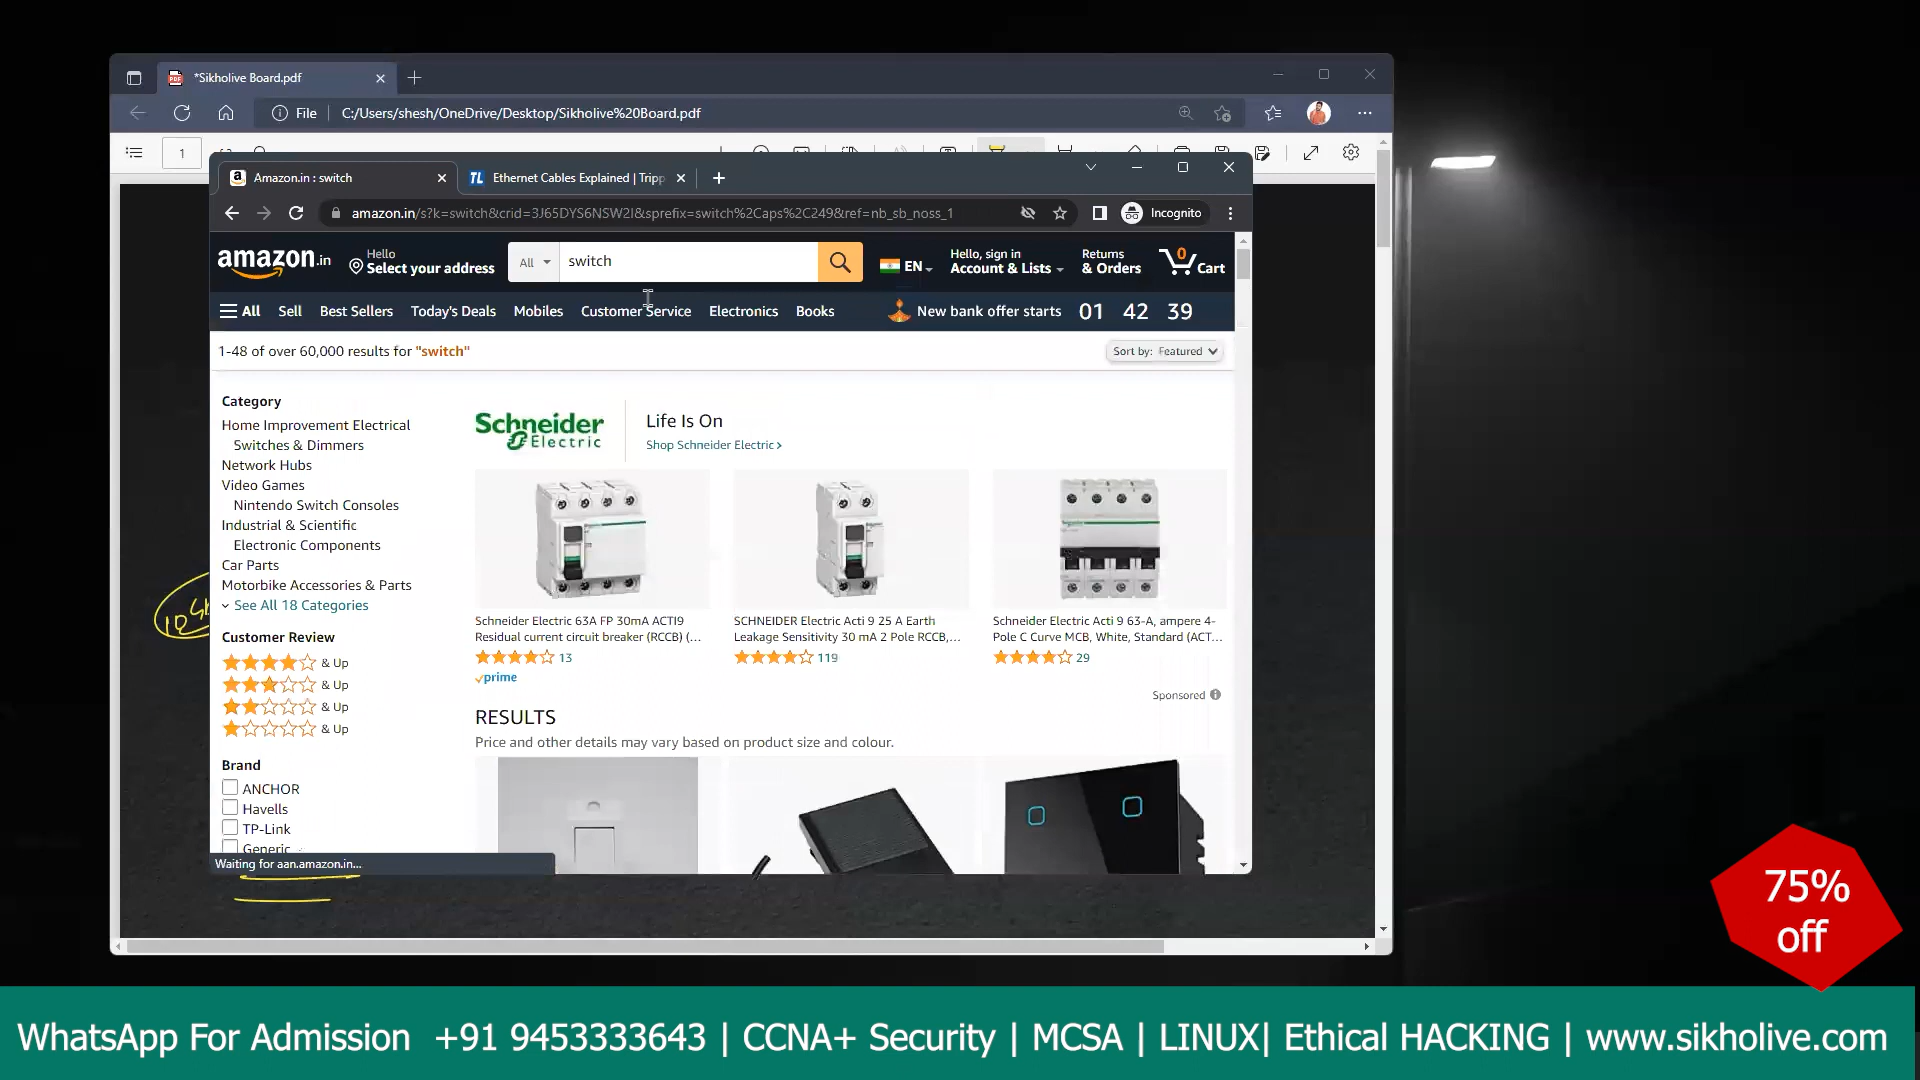 *Sikholive Board.pdf
File
C:/Users/shesh/OneDrive/Desktop/Sikholive%20Board.pdf
1
Amazon.in : switch
TL
Ethernet Cables Explained | Tripp
amazon.in/s?k=switch&crid=3J65DYS6NSW2I&sprefix=switch%2Caps%2C249&ref=nb_sb_noss_1
Incognito
amazon.in
Hello
Select your address
All
switch
EN
Hello, sign in
Account & Lists
Returns
& Orders
0
Cart
All
Sell
Best Sellers
Today's Deals
Mobiles
Customer Service
Electronics
Books
New bank offer starts
01 42 39
1-48 of over 60,000 results for "switch"
Sort by: Featured
Category
Home Improvement Electrical
Switches & Dimmers
Network Hubs
Video Games
Nintendo Switch Consoles
Industrial & Scientific
Electronic Components
Car Parts
Motorbike Accessories & Parts
See All 18 Categories
Customer Review
& Up
& Up
& Up
& Up
Brand
ANCHOR
Havells
TP-Link
Generic
Waiting for aan.amazon.in...
Schneider
Electric
Life Is On
Shop Schneider Electric
Schneider Electric 63A FP 30mA ACTI9
Residual current circuit breaker (RCCB) (...
13
prime
SCHNEIDER Electric Acti 9 25 A Earth
Leakage Sensitivity 30 mA 2 Pole RCCB,...
119
Schneider Electric Acti 9 63-A, ampere 4-
Pole C Curve MCB, White, Standard (ACT...
29
Sponsored
RESULTS
Price and other details may vary based on product size and colour.
75%
off
WhatsApp For Admission +91 9453333643 | CCNA+ Security | MCSA | LINUX| Ethical HACKING | www.sikholive.com